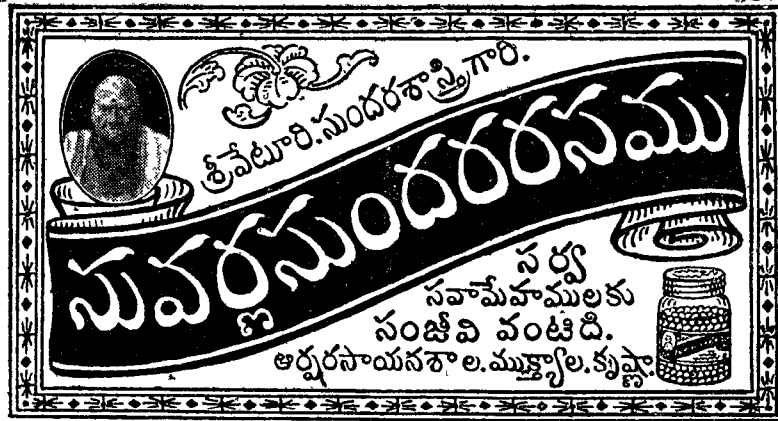 శ్రీవేటూరి.సుందరశాస్త్రిగారి.
సువర్ణసుందరరసము
సర్వ
సవామేహములకు
సంజీవి వంటిది.
ఆర్షరసాయనశాల.ముక్త్యాల.కృష్ణా.